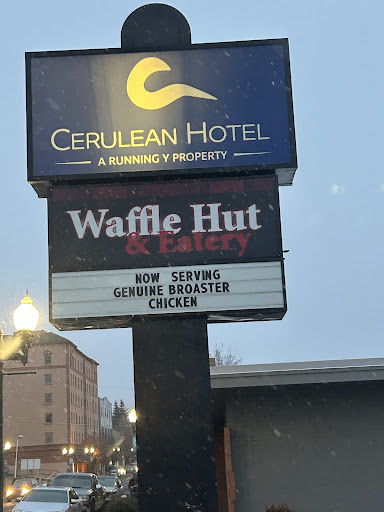 CERULEAN HOTEL
A RUNNING Y PROPERTY
Waffle Hut
& Eatery
NOW SERVING
GENUINE BROASTER
CHICKEN